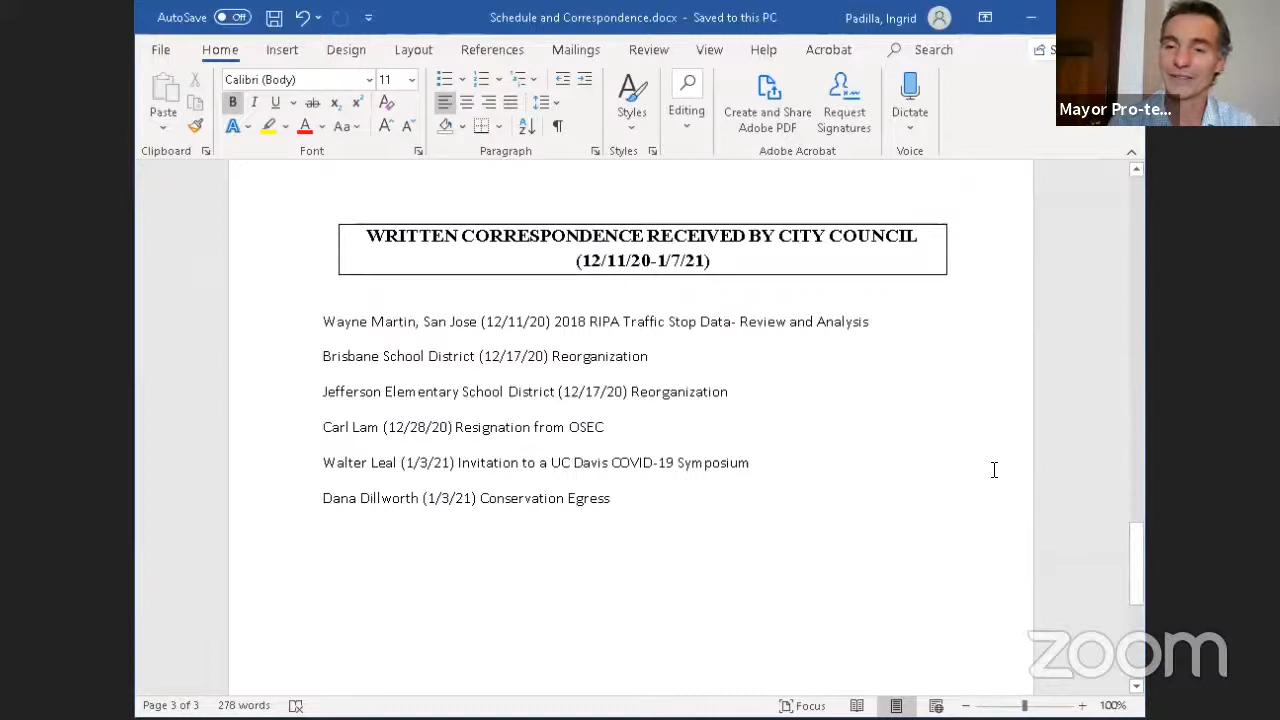 AutoSave Off Schedule and Correspondence.docx - Saved to this PC Padilla, Ingrid
File Home Insert Design Layout References Mailings Review View Help Acrobat Search
Calibri (Body) 11
Paste
B I U ab x₂ x²
A A Aa A A
Styles
Editing
Create and Share Adobe PDF
Request Signatures
Dictate
Clipboard Font Paragraph Styles Adobe Acrobat Voice
Mayor Pro-te...
WRITTEN CORRESPONDENCE RECEIVED BY CITY COUNCIL
(12/11/20-1/7/21)
Wayne Martin, San Jose (12/11/20) 2018 RIPA Traffic Stop Data- Review and Analysis
Brisbane School District (12/17/20) Reorganization
Jefferson Elementary School District (12/17/20) Reorganization
Carl Lam (12/28/20) Resignation from OSEC
Walter Leal (1/3/21) Invitation to a UC Davis COVID-19 Symposium
Dana Dillworth (1/3/21) Conservation Egress
zoom
Page 3 of 3 278 words Focus 100%